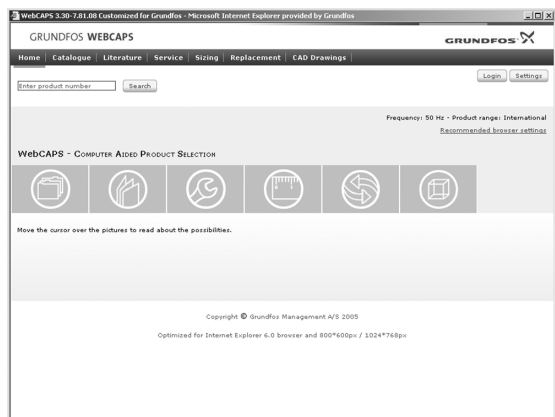 WebCAPS 3.30-7.81.08 Customized for Grundfos - Microsoft Internet Explorer provided by Grundfos
GRUNDFOS WEBCAPS
GRUNDFOS
Home | Catalogue | Literature | Service | Sizing | Replacement | CAD Drawings |
Login Settings
Enter product number Search
Frequency: 50 Hz - Product range: International
Recommended browser settings
WebCAPS - Computer Aided Product Selection
Move the cursor over the pictures to read about the possibilities.
Copyright © Grundfos Management A/S 2005
Optimized for Internet Explorer 6.0 browser and 800*600px / 1024*768px